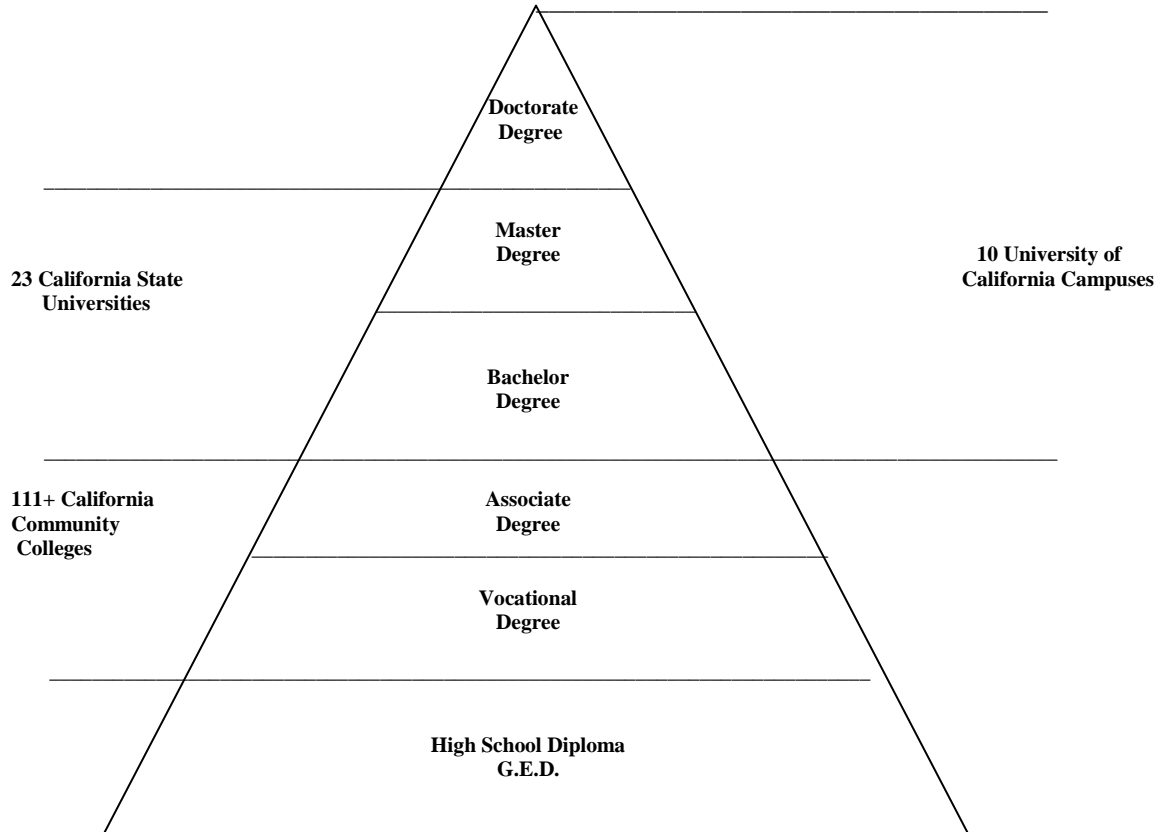 Doctorate
Degree
Master
Degree
23 California State
Universities
10 University of
California Campuses
Bachelor
Degree
111+ California
Community
Colleges
Associate
Degree
Vocational
Degree
High School Diploma
G.E.D.